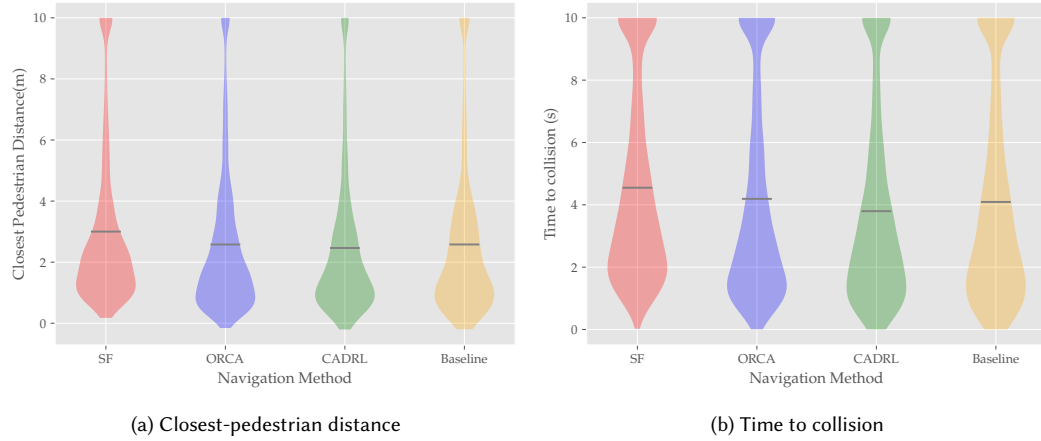 10
8
6
4
2
0
Closest Pedestrian Distance(m)
SF
ORCA
CADRL
Baseline
Navigation Method
(a) Closest-pedestrian distance
10
8
6
4
2
0
Time to collision (s)
SF
ORCA
CADRL
Baseline
Navigation Method
(b) Time to collision